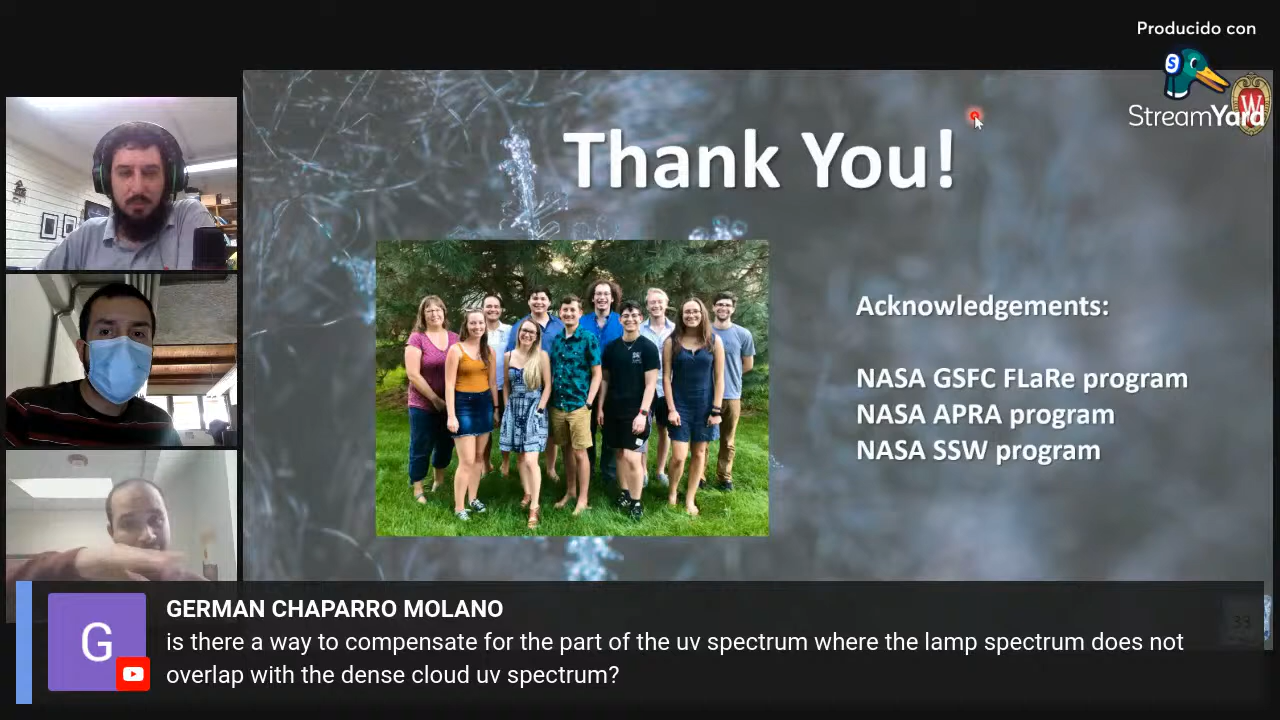 Producido con
StreamYard
W
Thank You!
Acknowledgements:
NASA GSFC FLaRe program
NASA APRA program
NASA SSW program
33
G
GERMAN CHAPARRO MOLANO
is there a way to compensate for the part of the uv spectrum where the lamp spectrum does not
overlap with the dense cloud uv spectrum?